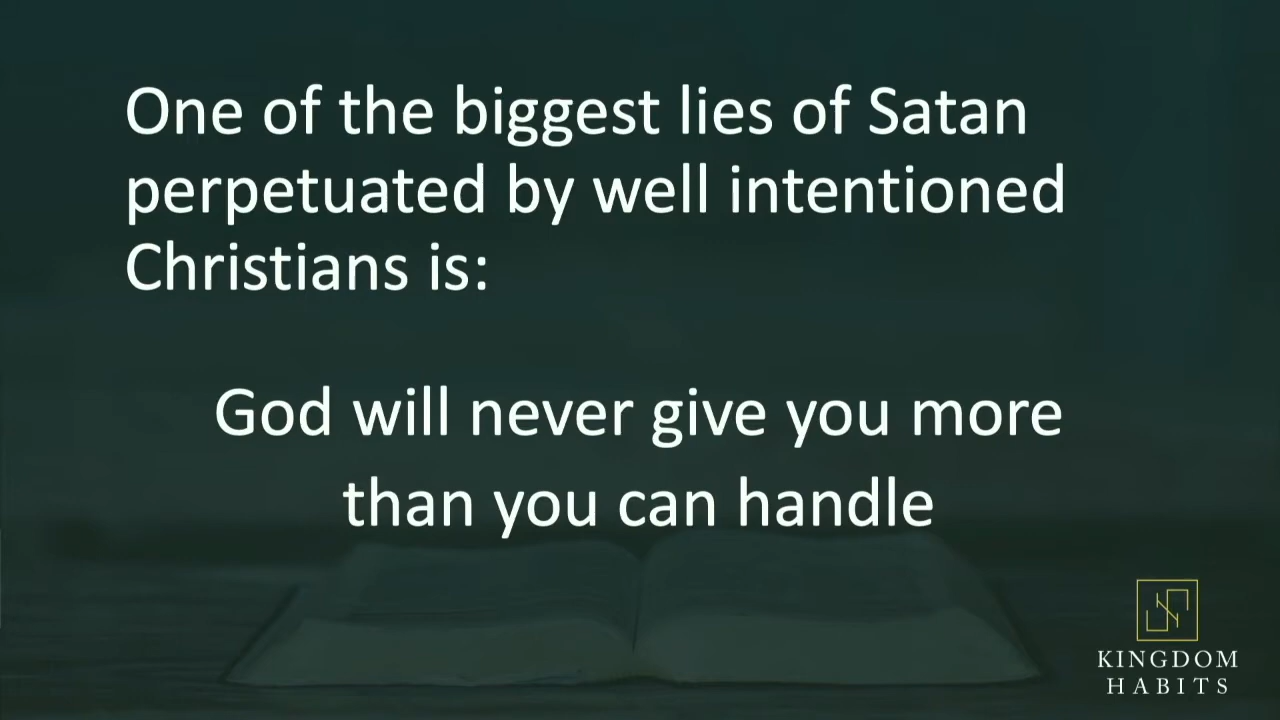 One of the biggest lies of Satan
perpetuated by well intentioned
Christians is:
God will never give you more
than you can handle
KINGDOM
HABITS